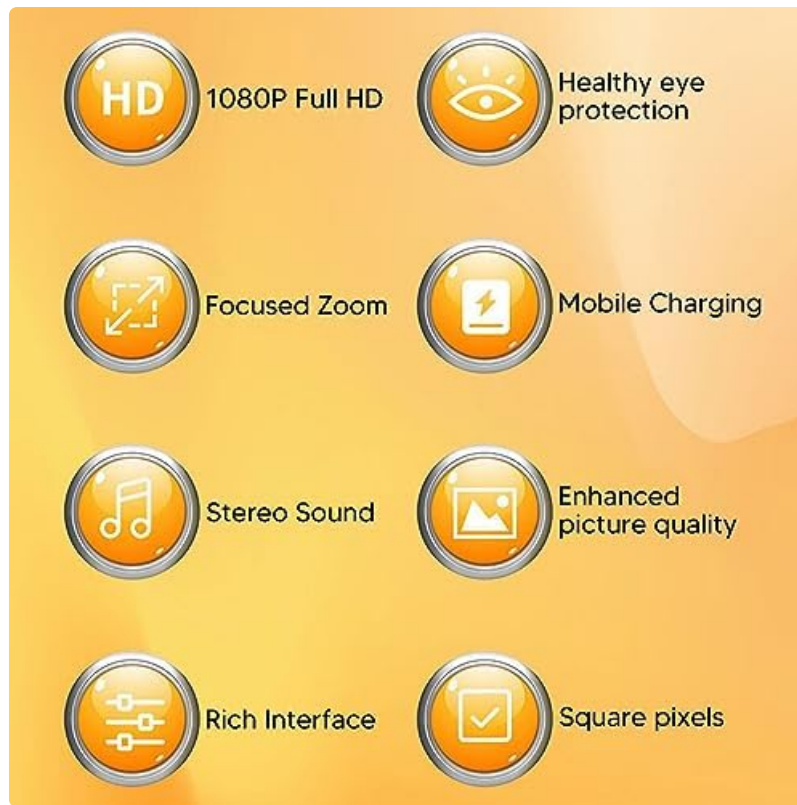 HD
1080P Full HD
Healthy eye
protection
Focused Zoom
Mobile Charging
Stereo Sound
Enhanced
picture quality
Rich Interface
Square pixels